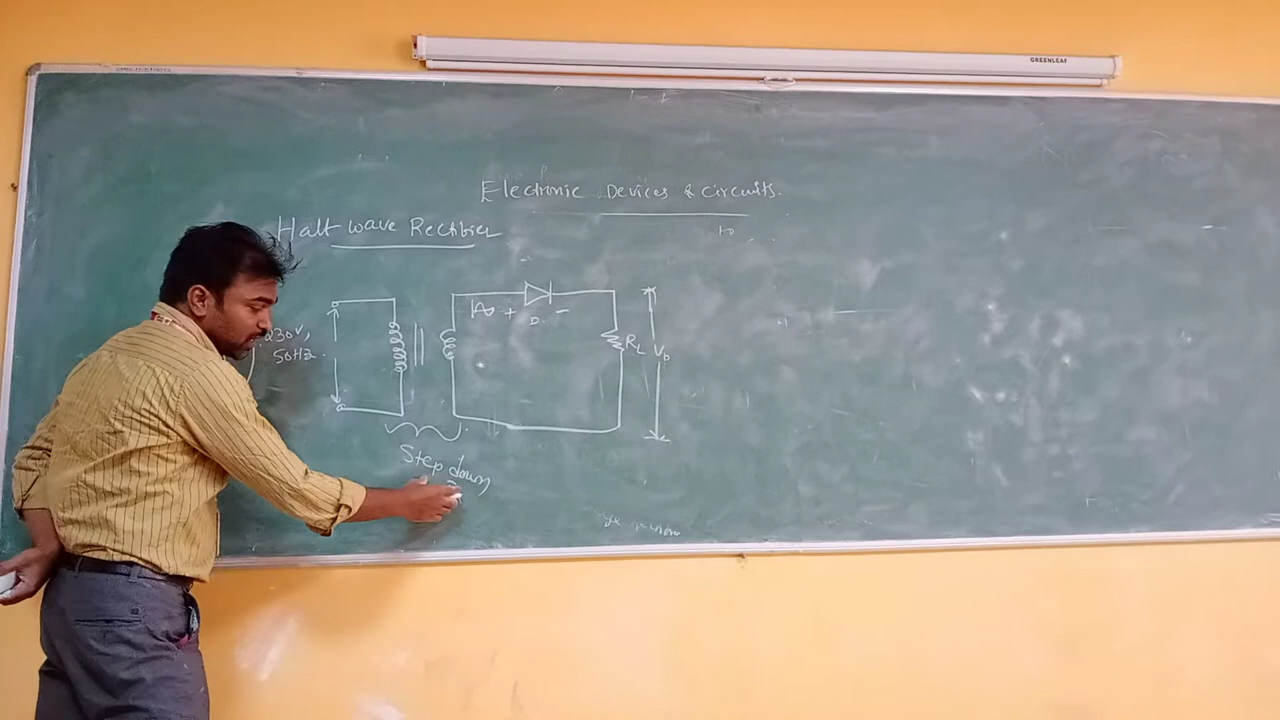 GREENLEAF
Electronic Devices & circuits.
Half wave Rectifier
230V,
50Hz.
+ D. -
RL
Vo
Step down